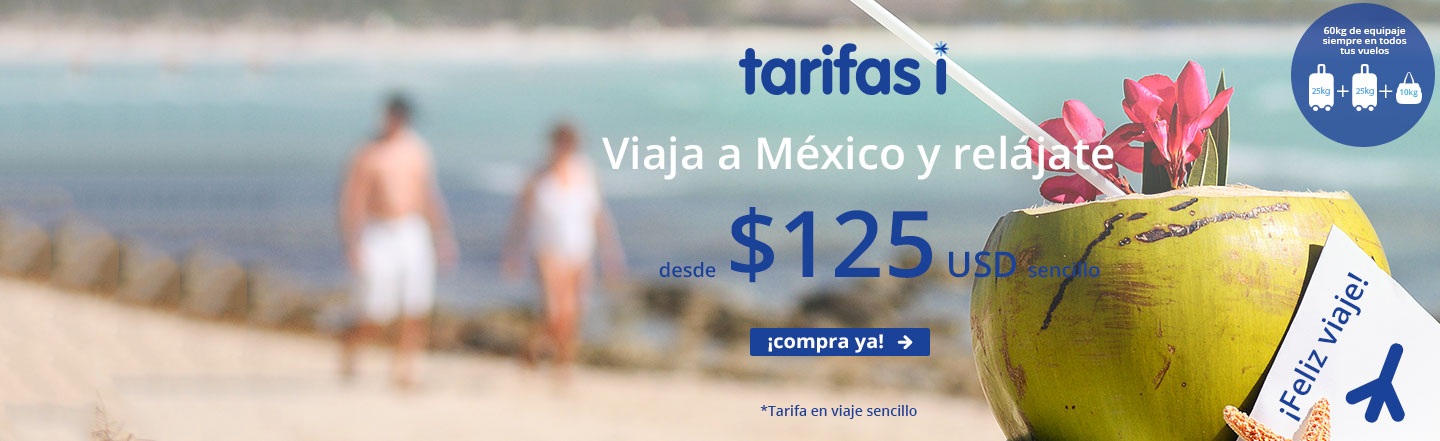 tarifas i
Viaja a México y relájate
desde $125 USD sencillo
¡compra ya!
*Tarifa en viaje sencillo
60kg de equipaje
siempre en todos
tus vuelos
25kg + 25kg + 10kg
¡Feliz viaje!